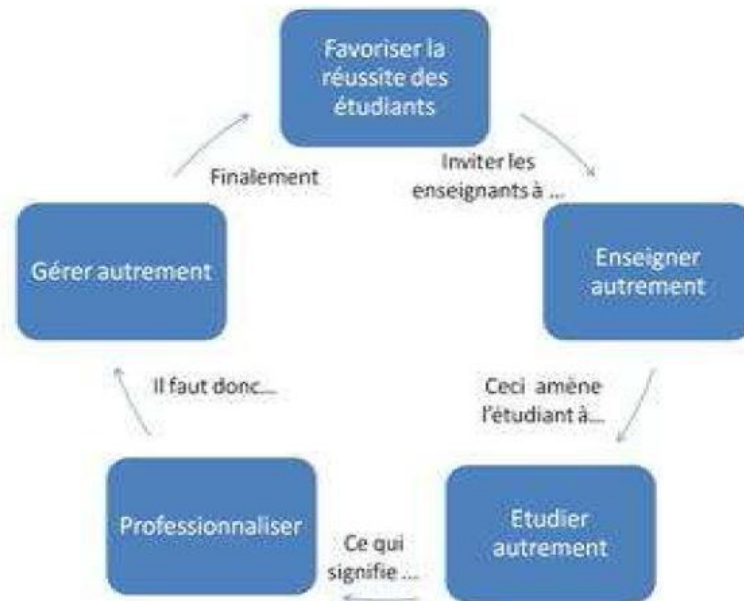 Favoriser la
réussite des
étudiants
Inviter les
enseignants à ...
Enseigner
autrement
Ceci amène
l'étudiant à...
Etudier
autrement
Ce qui
signifie ...
Professionnaliser
Il faut donc...
Gérer autrement
Finalement